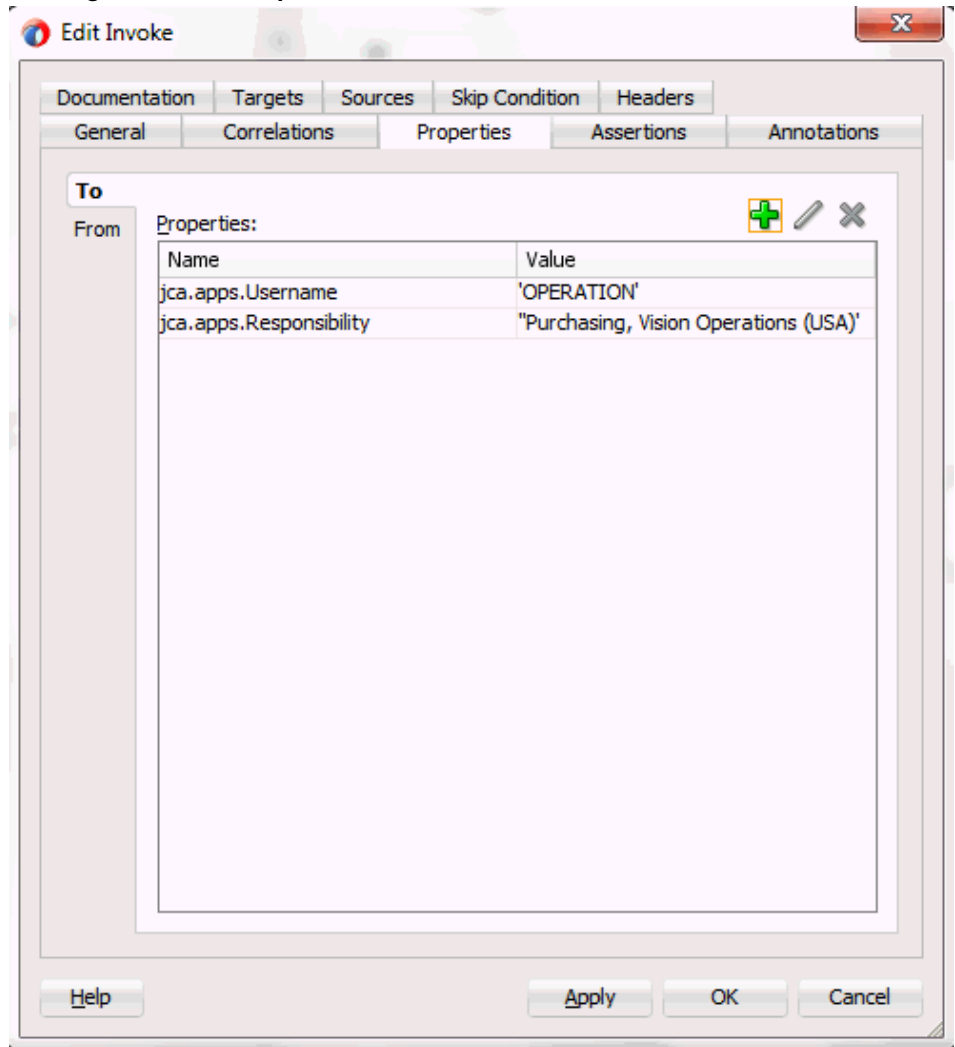 Edit Invoke
Documentation Targets Sources Skip Condition Headers
General Correlations Properties Assertions Annotations
To
From
Properties:
Name Value
jca.apps.Username 'OPERATION'
jca.apps.Responsibility "Purchasing, Vision Operations (USA)'
Help Apply OK Cancel